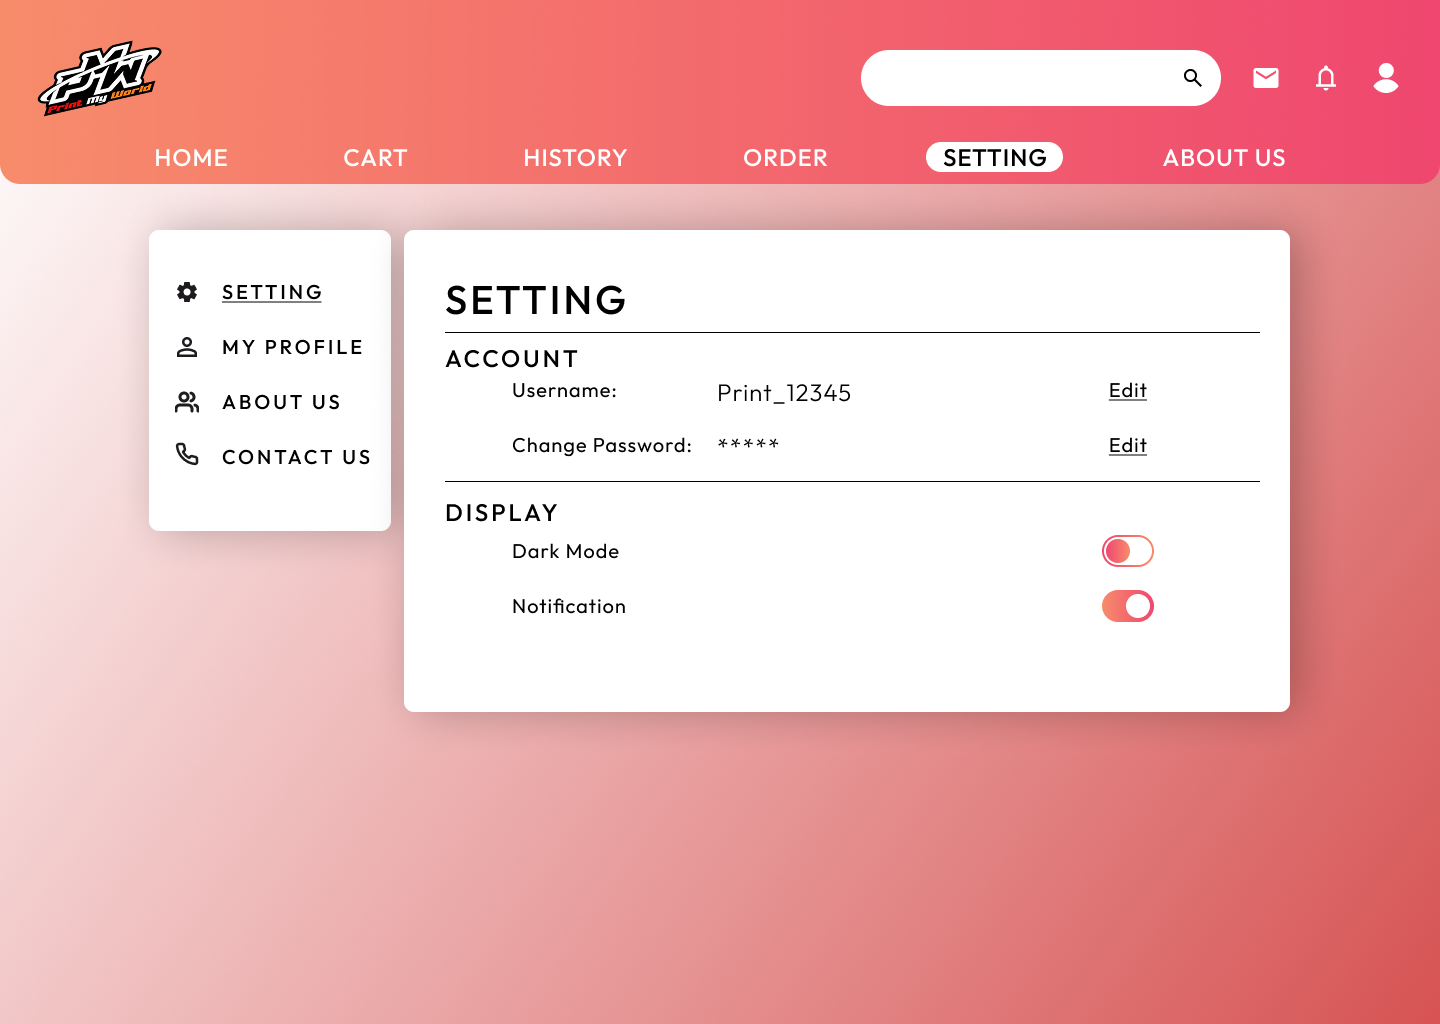 PMW
Print My World
HOME CART HISTORY ORDER SETTING ABOUT US
SETTING
MY PROFILE
ABOUT US
CONTACT US
SETTING
ACCOUNT
Username: Print_12345 Edit
Change Password: ***** Edit
DISPLAY
Dark Mode
Notification